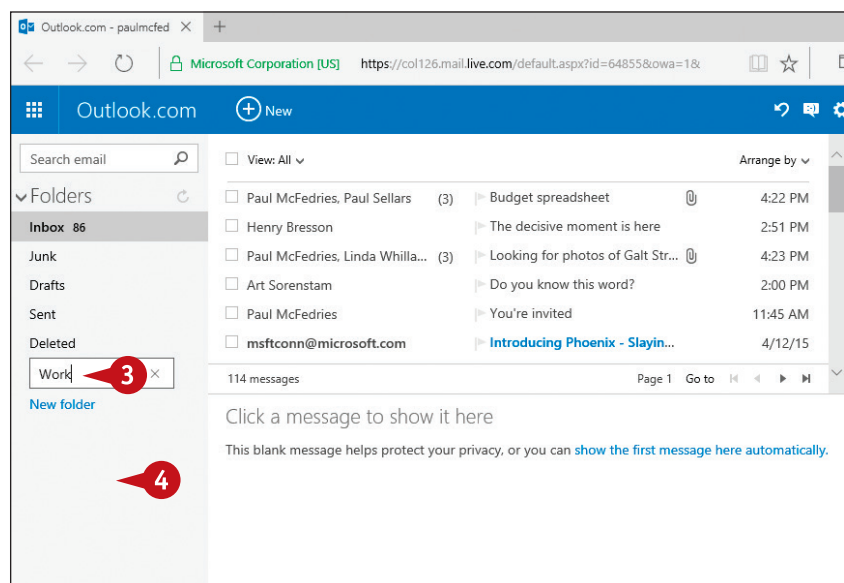 Outlook.com - paulmcfed
Microsoft Corporation [US] https://col126.mail.live.com/default.aspx?id=64855&owa=1&
Outlook.com New
Search email
View: All Arrange by
Folders
Paul McFedries, Paul Sellars (3) Budget spreadsheet 4:22 PM
Inbox 86
Henry Bresson The decisive moment is here 2:51 PM
Junk
Paul McFedries, Linda Whilla... (3) Looking for photos of Galt Str... 4:23 PM
Drafts
Art Sorenstam Do you know this word? 2:00 PM
Sent
Paul McFedries You're invited 11:45 AM
Deleted
msftconn@microsoft.com Introducing Phoenix - Slayin... 4/12/15
Work 3
114 messages Page 1 Go to
New folder
Click a message to show it here
This blank message helps protect your privacy, or you can show the first message here automatically.
4